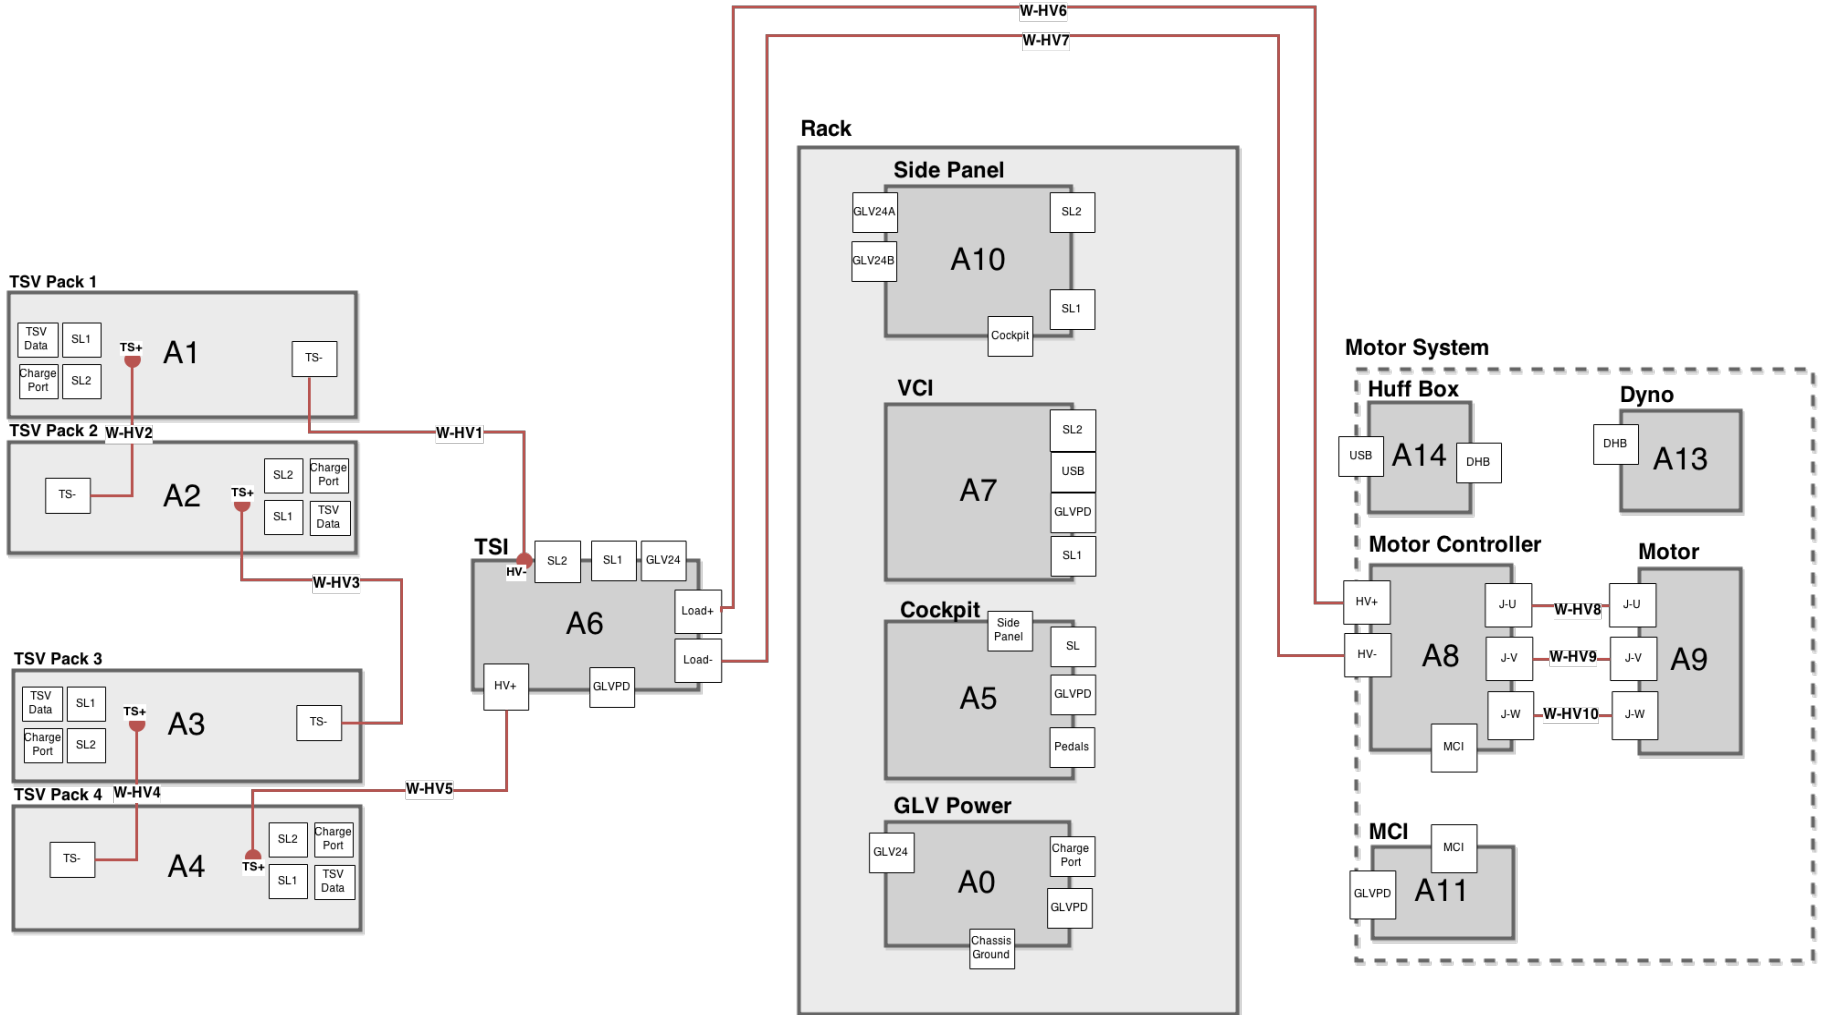 W-HV6
W-HV7
Rack
Side Panel
GLV24A
SL2
GLV24B
A10
SL1
Cockpit
VCI
SL2
USB
A7
GLVPD
SL1
Cockpit
Side
Panel
SL
A5
GLVPD
Pedals
GLV Power
GLV24
Charge
Port
A0
GLVPD
Chassis
Ground
TSV Pack 1
TSV
Data
SL1
TS+
A1
TS-
Charge
Port
SL2
W-HV2
W-HV1
TSV Pack 2
TS-
A2
TS+
SL2
Charge
Port
SL1
TSV
Data
W-HV3
TSV Pack 3
TSV
Data
SL1
TS+
A3
TS-
Charge
Port
SL2
W-HV4
W-HV5
TSV Pack 4
TS-
A4
TS+
SL2
Charge
Port
SL1
TSV
Data
TSI
HV-
SL2
SL1
GLV24
A6
Load+
Load-
HV+
GLVPD
Motor System
Huff Box
USB
A14
DHB
Dyno
DHB
A13
Motor Controller
HV+
HV-
A8
J-U
J-V
J-W
MCI
W-HV8
W-HV9
W-HV10
Motor
J-U
J-V
J-W
A9
MCI
MCI
GLVPD
A11